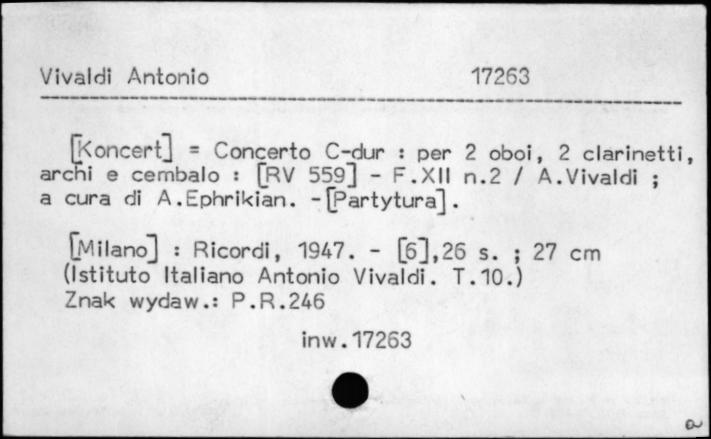 Vivaldi Antonio 17263
[Koncert] = Concerto C-dur : per 2 oboi, 2 clarinetti,
archi e cembalo : [RV 559] - F.XII n.2 / A.Vivaldi ;
a cura di A.Ephrikian. -[Partytura].
[Milano] : Ricordi, 1947. - [6],26 s. ; 27 cm
(Istituto Italiano Antonio Vivaldi. T.10.)
Znak wydaw.: P.R.246
inw.17263